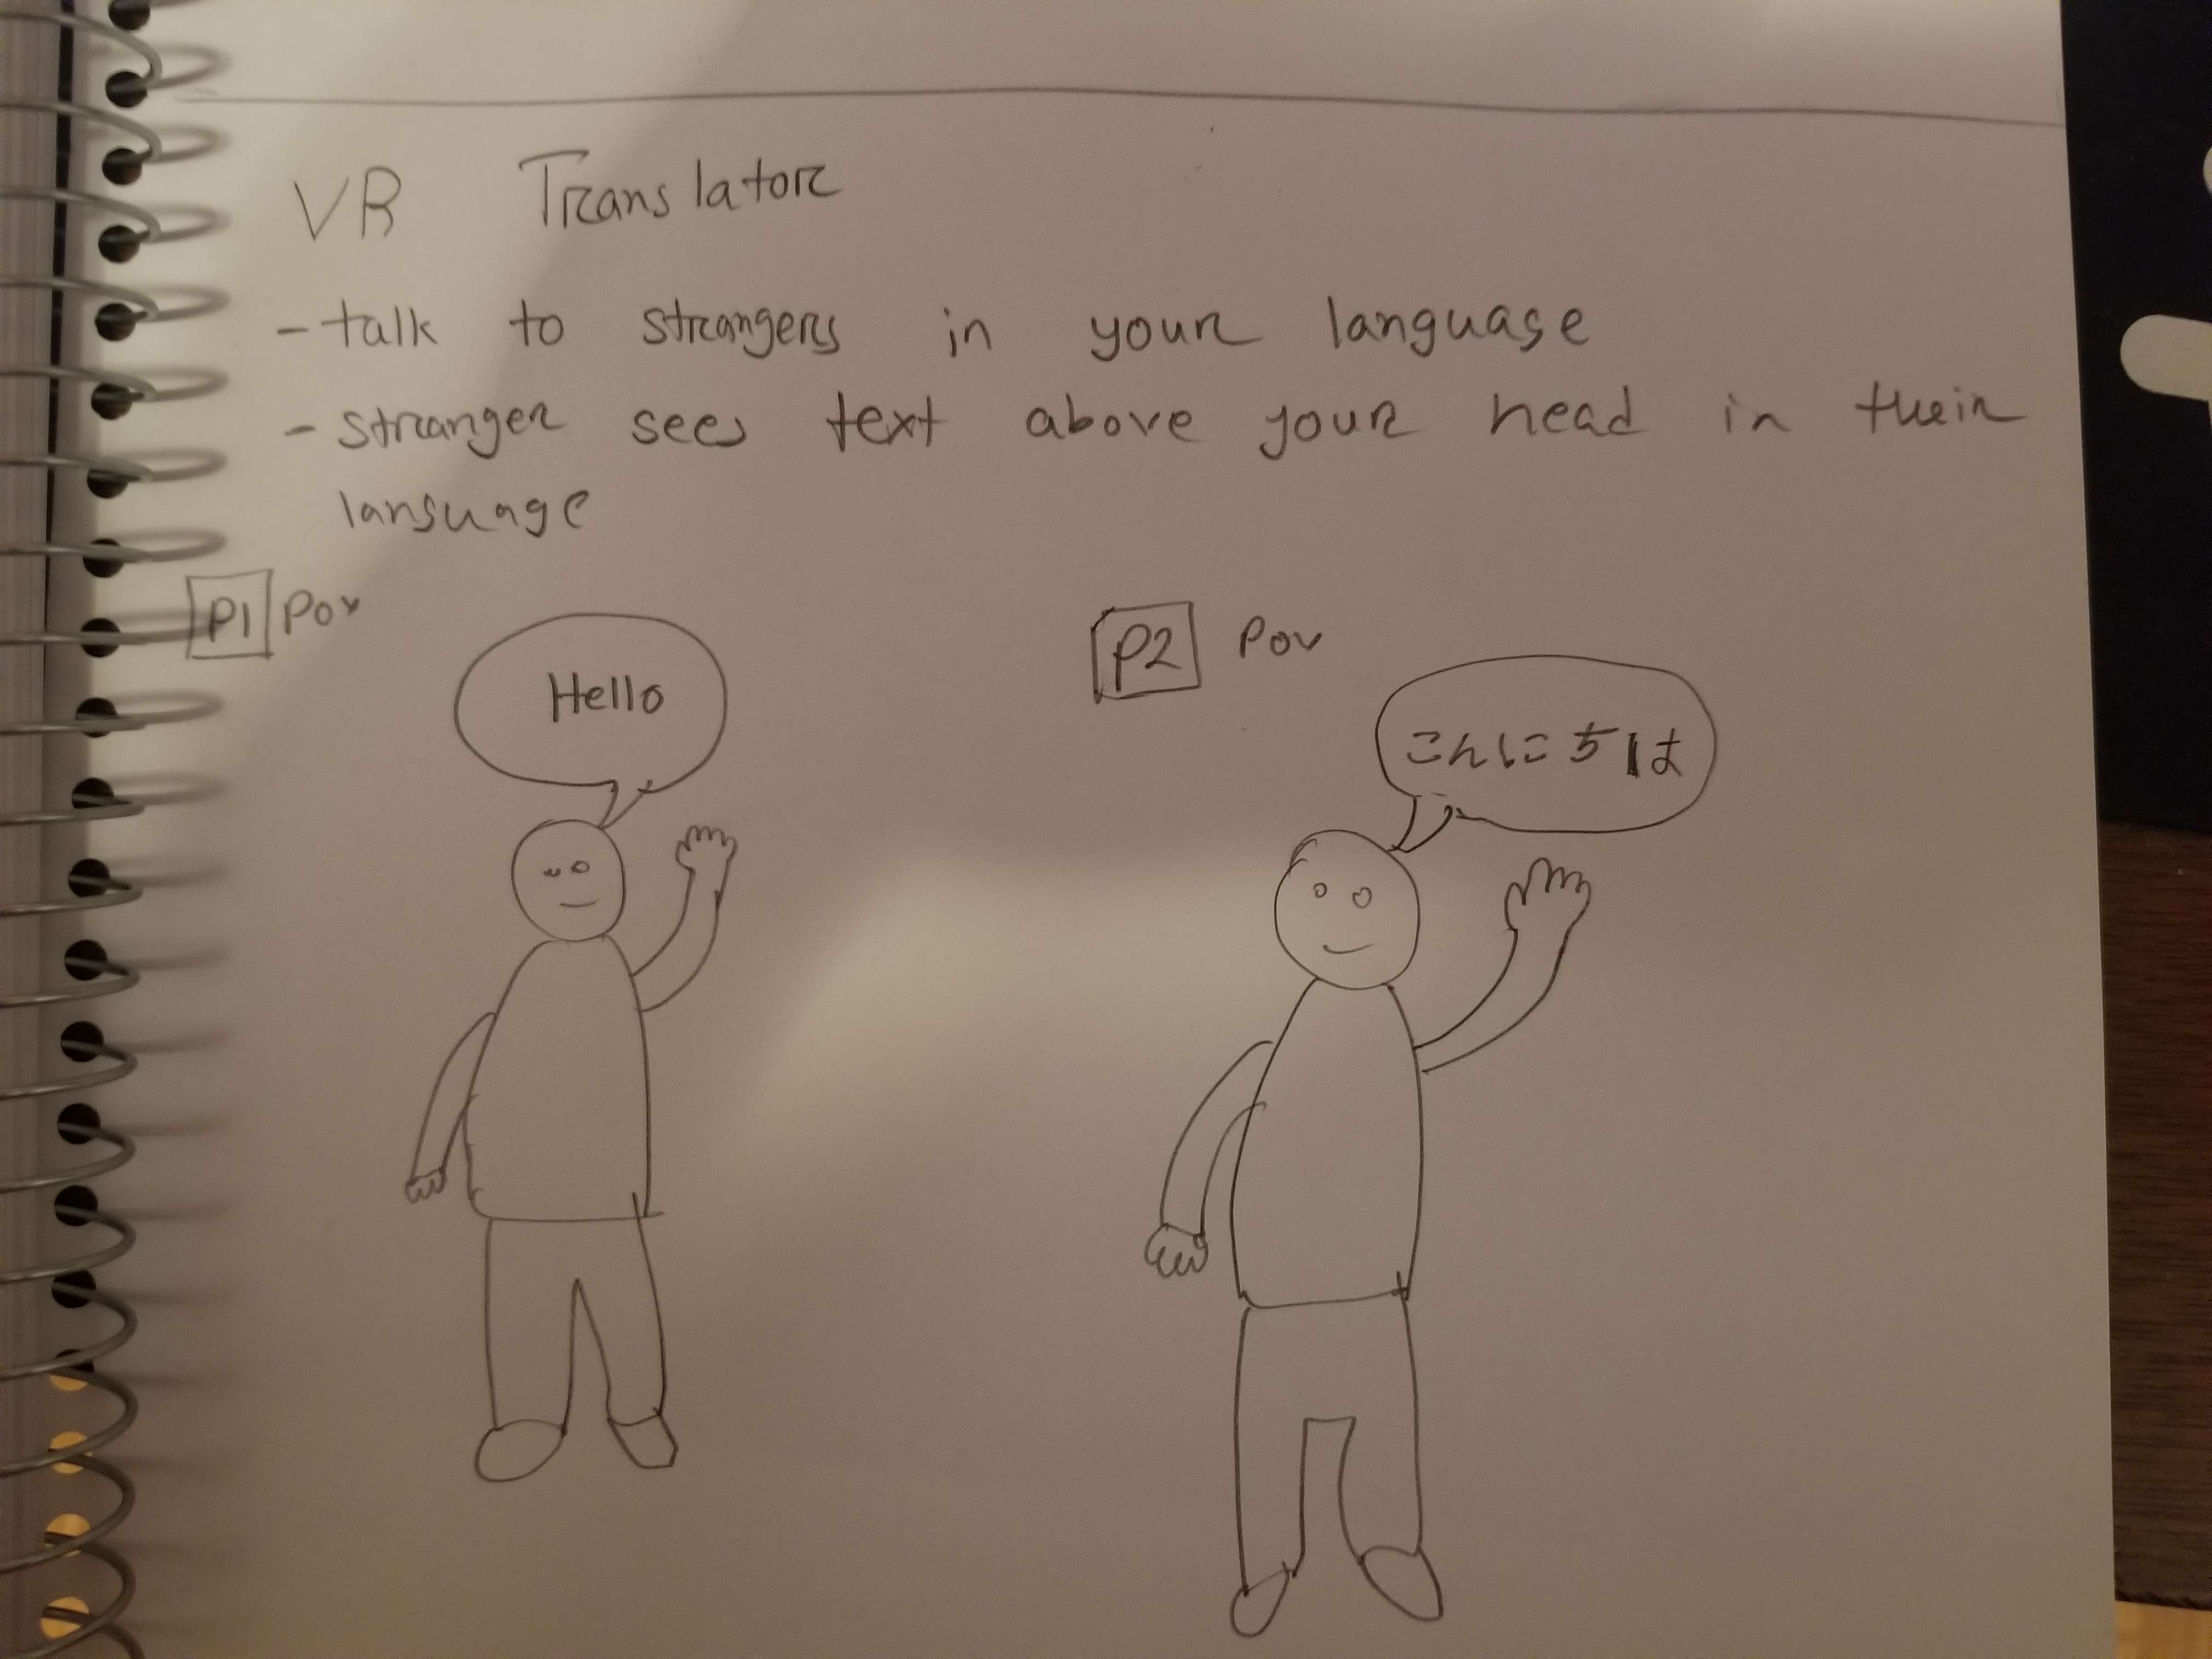 VR Translator
- talk to strangers in your language
- stranger sees text above your head in their
language
P1 Pov
P2 Pov
Hello
こんにちは